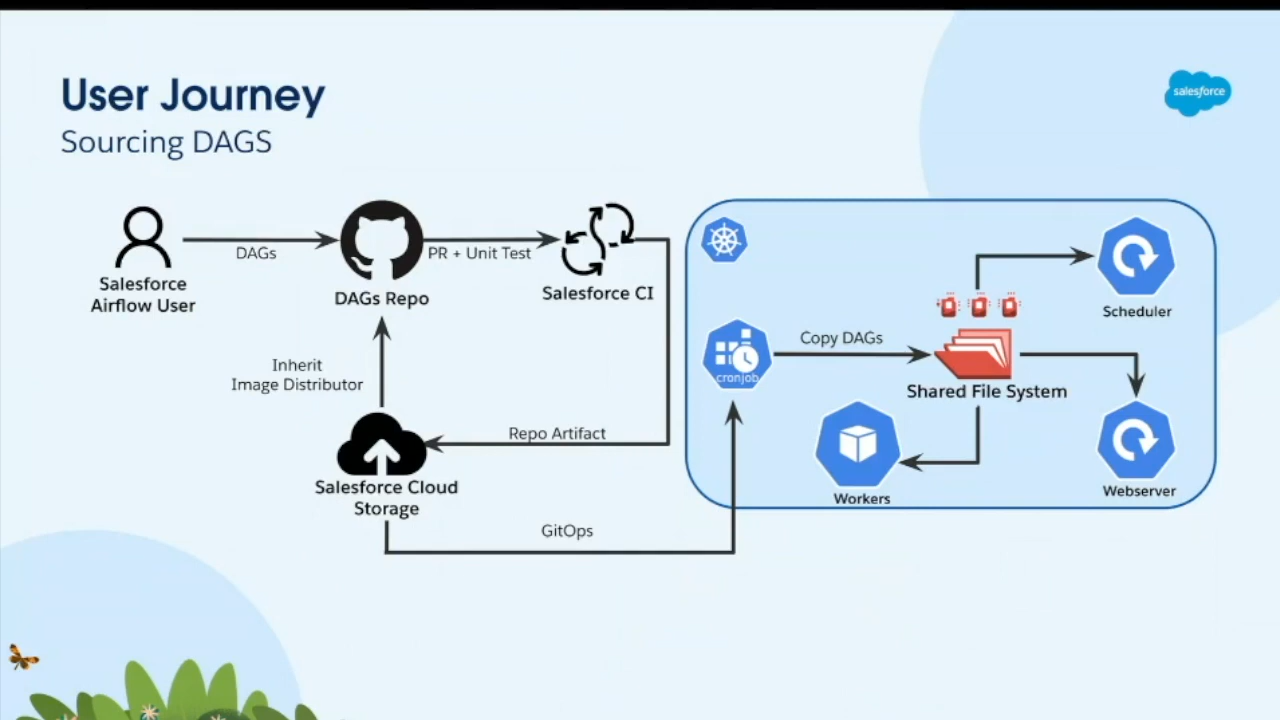 User Journey
Sourcing DAGS
salesforce
DAGs
PR + Unit Test
Salesforce
Airflow User
DAGs Repo
Salesforce CI
Inherit
Image Distributor
Repo Artifact
Salesforce Cloud
Storage
GitOps
cronjob
Copy DAGs
Shared File System
Scheduler
Workers
Webserver